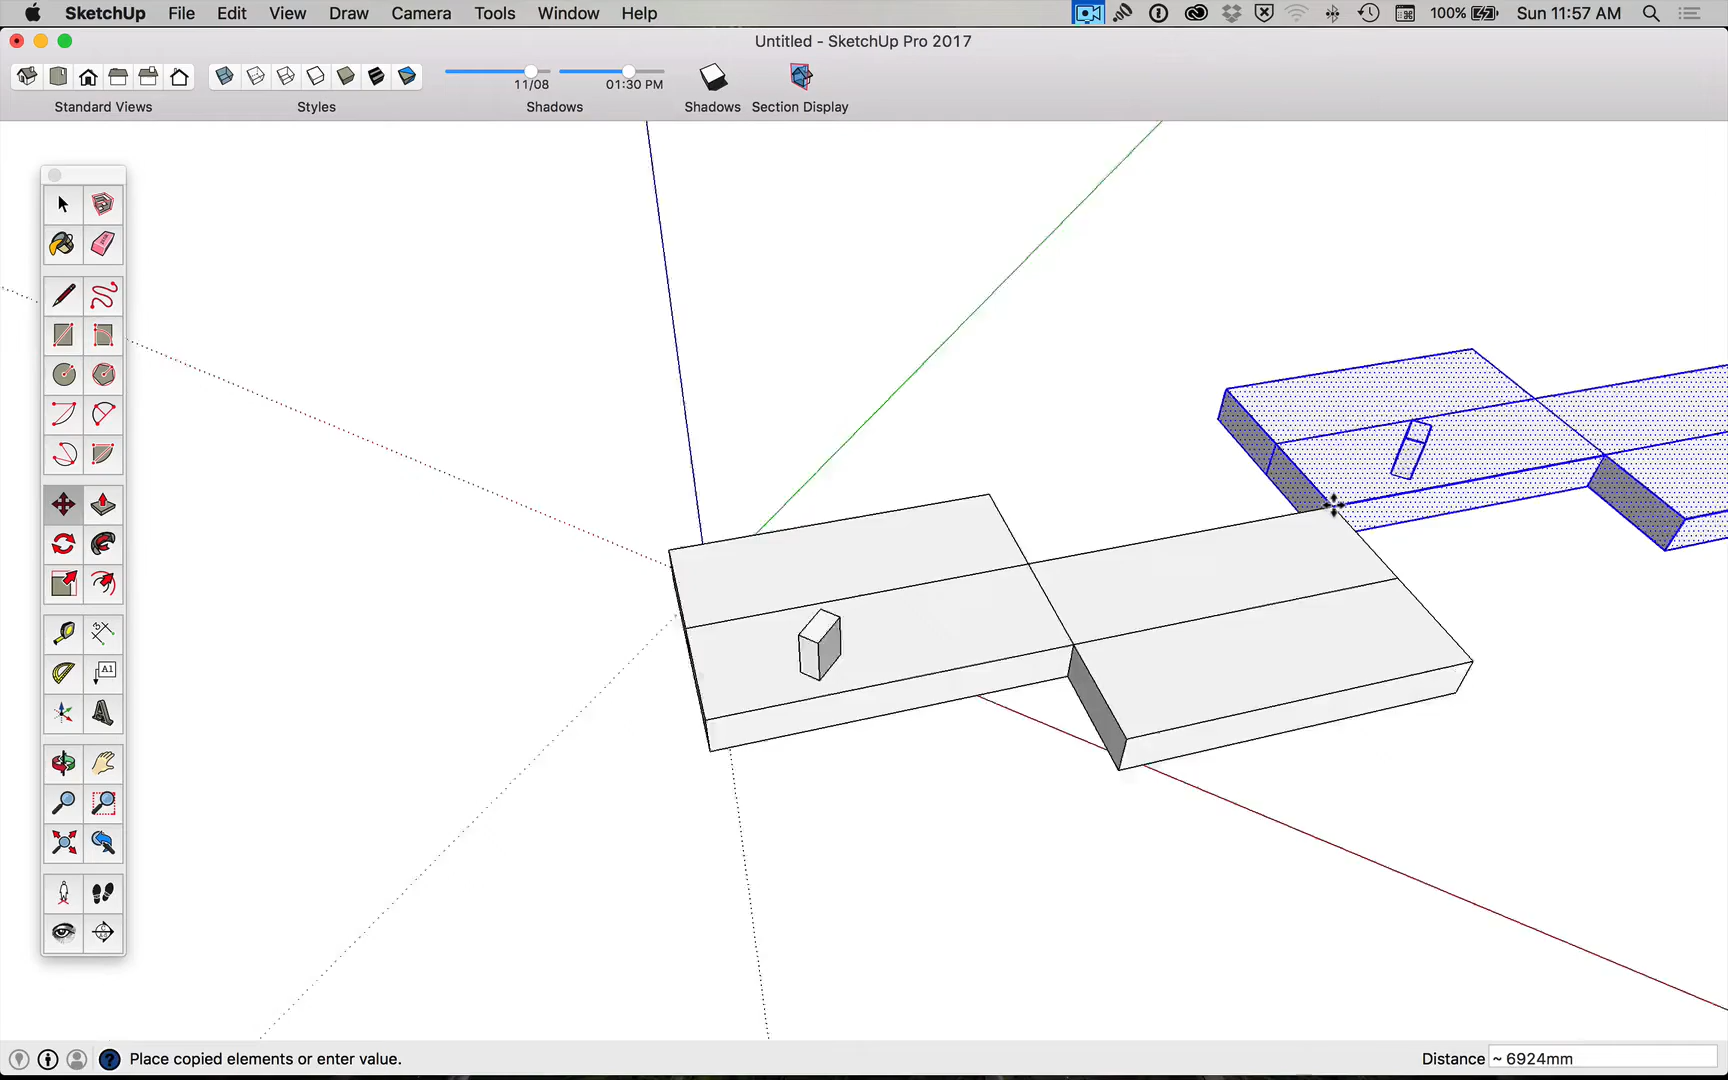 SketchUp File Edit View Draw Camera Tools Window Help 100% Sun 11:57 AM
Untitled - SketchUp Pro 2017
11/08 01:30 PM
Standard Views Styles Shadows Shadows Section Display
A1
Place copied elements or enter value. Distance ~ 6924mm